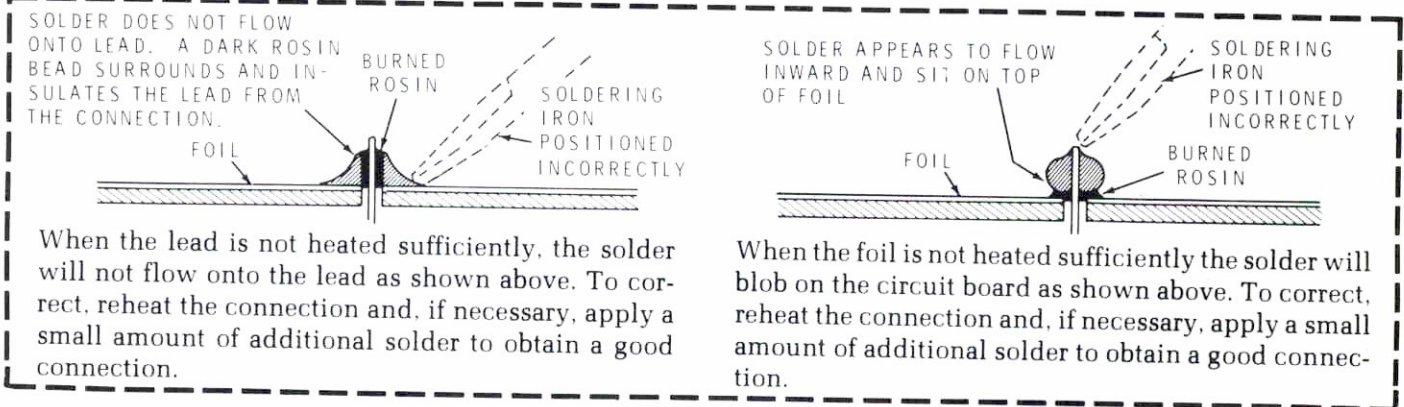 SOLDER DOES NOT FLOW
ONTO LEAD. A DARK ROSIN
BEAD SURROUNDS AND IN-
SULATES THE LEAD FROM
THE CONNECTION.
BURNED
ROSIN
SOLDERING
IRON
POSITIONED
INCORRECTLY
FOIL
When the lead is not heated sufficiently, the solder
will not flow onto the lead as shown above. To cor-
rect, reheat the connection and, if necessary, apply a
small amount of additional solder to obtain a good
connection.
SOLDER APPEARS TO FLOW
INWARD AND SIT ON TOP
OF FOIL
SOLDERING
IRON
POSITIONED
INCORRECTLY
FOIL
BURNED
ROSIN
When the foil is not heated sufficiently the solder will
blob on the circuit board as shown above. To correct,
reheat the connection and, if necessary, apply a small
amount of additional solder to obtain a good connec-
tion.